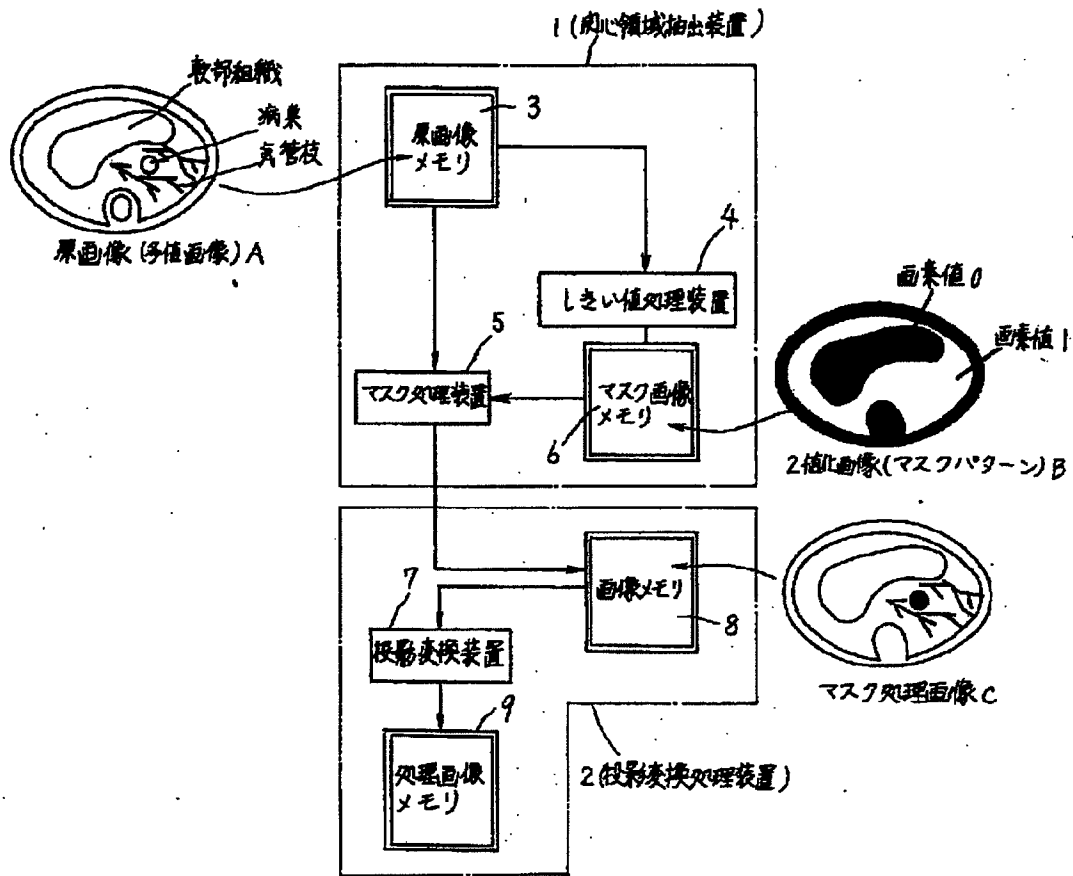 1(関心領域抽出装置)
軟部組織
病巣
気管枝
原画像(多値画像)A
3
原画像
メモリ
4
しきい値処理装置
5
マスク処理装置
マスク画像
メモリ
6
画素値0
画素値1
2値化画像(マスクパターン)B
7
投影変換装置
画像メモリ
8
マスク処理画像C
9
処理画像
メモリ
2(投影変換処理装置)